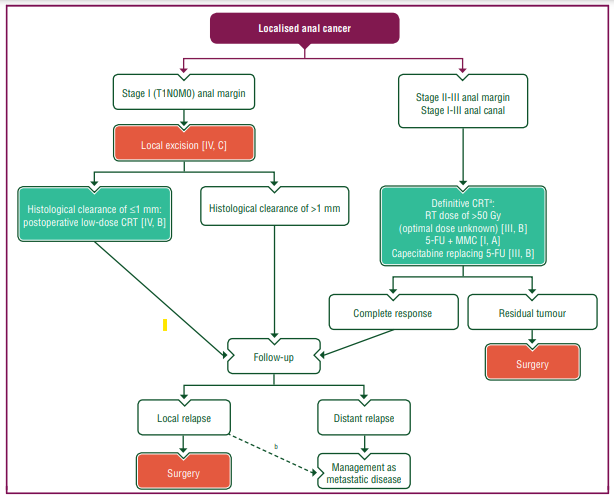 Localised anal cancer
Stage I (T1N0M0) anal margin
Stage II-III anal margin
Stage I-III anal canal
Local excision [IV, C]
Histological clearance of ≤1 mm:
postoperative low-dose CRT [IV, B]
Histological clearance of >1 mm
Definitive CRTᵃ:
RT dose of >50 Gy
(optimal dose unknown) [III, B]
5-FU + MMC [I, A]
Capecitabine replacing 5-FU [III, B]
Complete response
Residual tumour
Follow-up
Surgery
Local relapse
Distant relapse
b
Surgery
Management as
metastatic disease